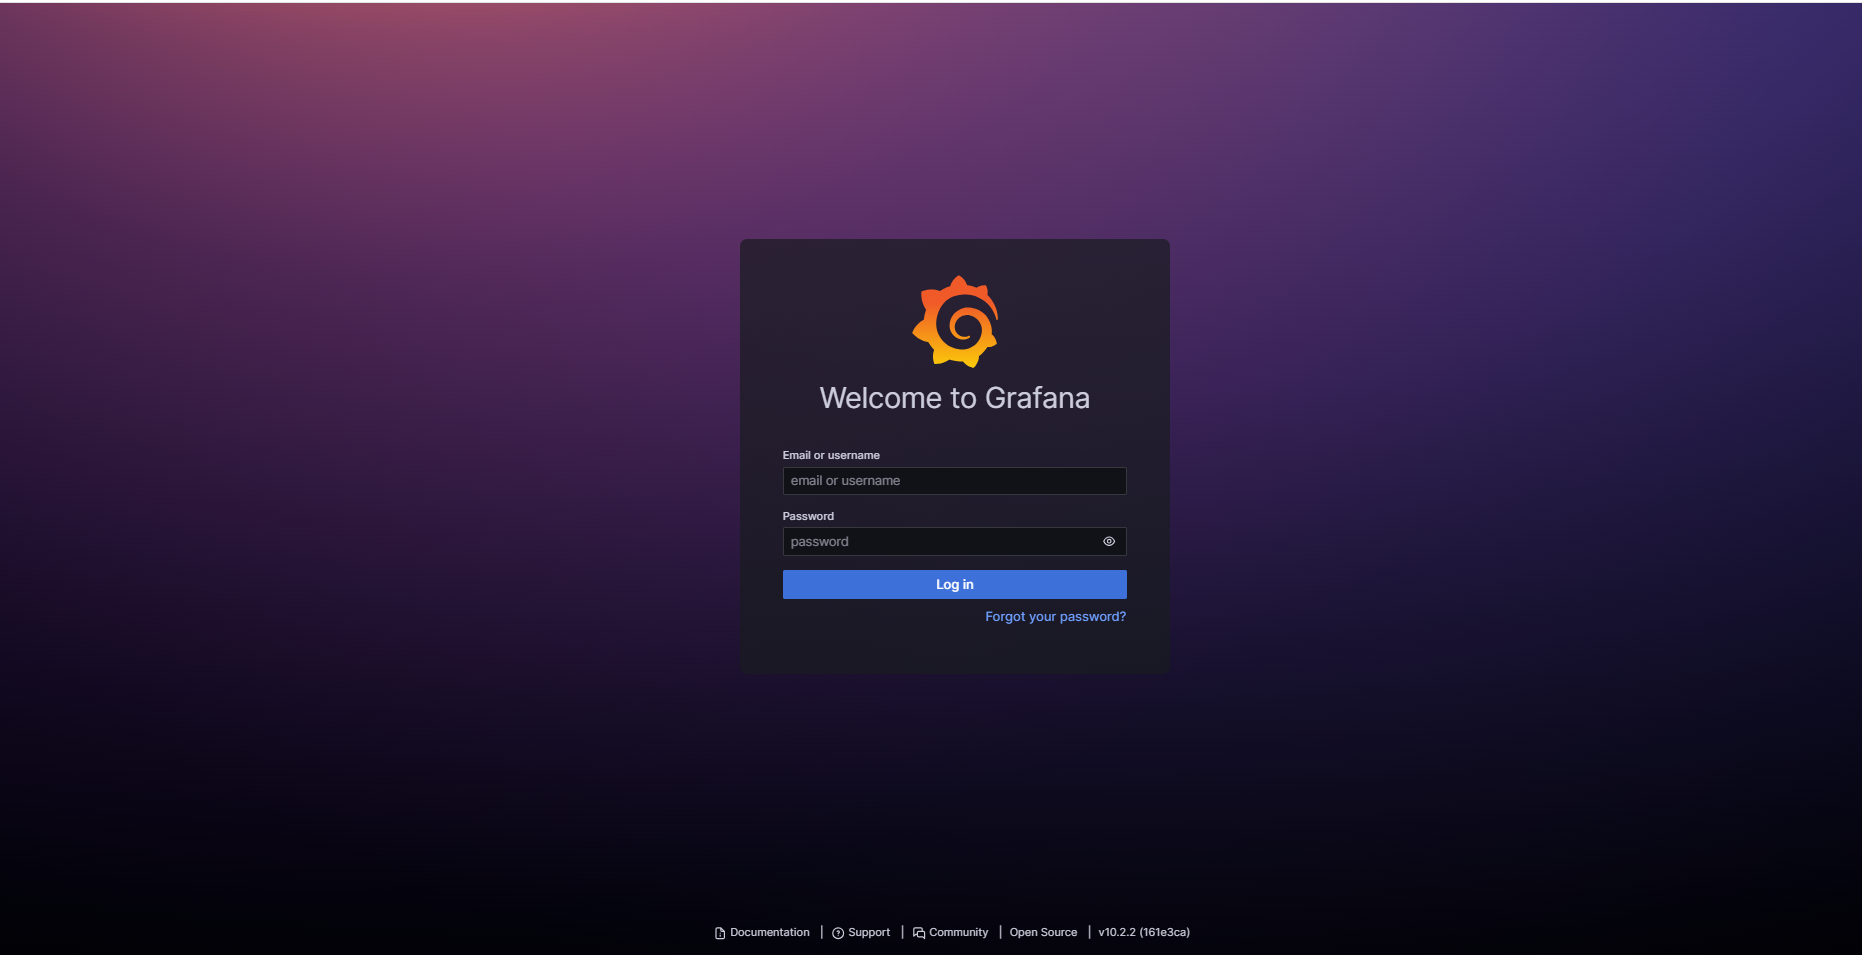 Welcome to Grafana
Email or username
email or username
Password
password
Log in
Forgot your password?
Documentation | Support | Community | Open Source | v10.2.2 (161e3ca)